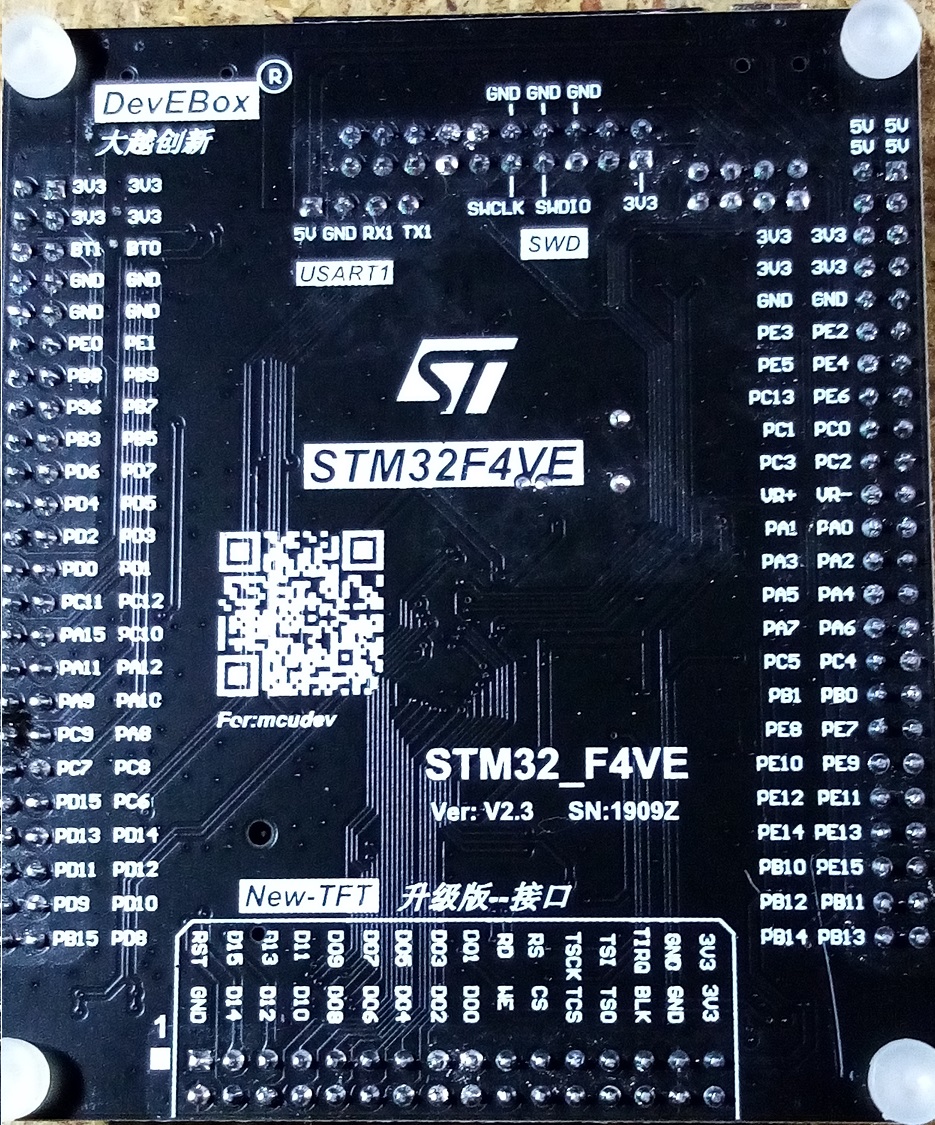 DevEBox ®
大越创新
GND GND GND
SWCLK SWDIO 3V3
SWD
5V GND RX1 TX1
USART1
5V 5V
5V 5V
3V3 3V3
3V3 3V3
BT1 BT0
GND GND
GND GND
PE0 PE1
PB8 PB9
PB6 PB7
PB3 PB5
PD6 PD7
PD4 PD5
PD2 PD3
PD0 PD1
PC11 PC12
PA15 PC10
PA11 PA12
PA9 PA10
PC9 PA8
PC7 PC8
PD15 PC6
PD13 PD14
PD11 PD12
PD9 PD10
PB15 PD8
3V3 3V3
3V3 3V3
GND GND
PE3 PE2
PE5 PE4
PC13 PE6
PC1 PC0
PC3 PC2
VR+ VR-
PA1 PA0
PA3 PA2
PA5 PA4
PA7 PA6
PC5 PC4
PB1 PB0
PE8 PE7
PE10 PE9
PE12 PE11
PE14 PE13
PB10 PE15
PB12 PB11
PB14 PB13
ST
STM32F4VE
For:mcudev
STM32_F4VE
Ver: V2.3 SN:1909Z
New-TFT 升级版--接口
RST D15 D13 D11 D09 D07 D05 D03 D01 RD RS TSCK TSI TIRQ GND 3V3
GND D14 D12 D10 D08 D06 D04 D02 D00 WE CS TCS TSO BLK GND 3V3
1